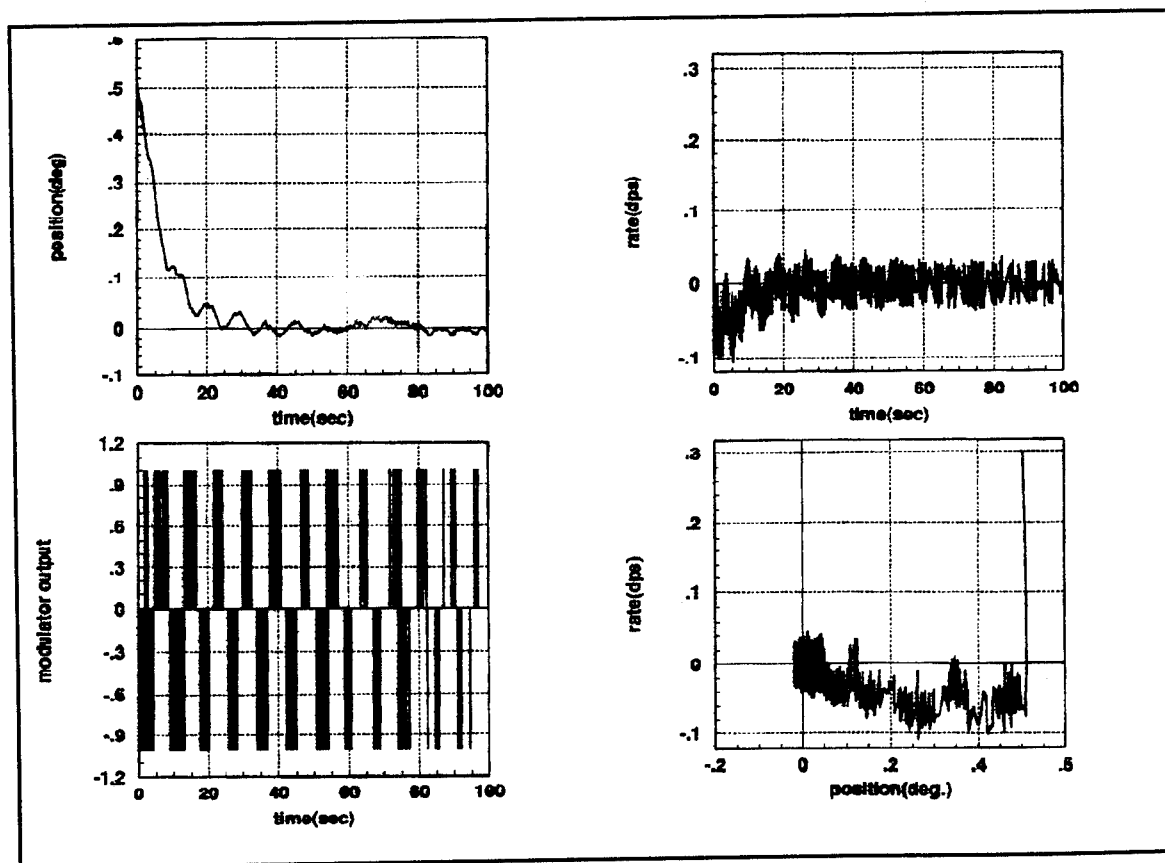 .6
.5
.4
.3
.2
.1
0
-.1
position(deg)
0 20 40 60 80 100
time(sec)
.3
.2
.1
0
-.1
rate(dps)
0 20 40 60 80 100
time(sec)
1.2
.9
.6
.3
0
-.3
-.6
-.9
-1.2
modulator output
0 20 40 60 80 100
time(sec)
.3
.2
.1
0
-.1
rate(dps)
-.2 0 .1 .2 .3 .4 .5
position(deg.)